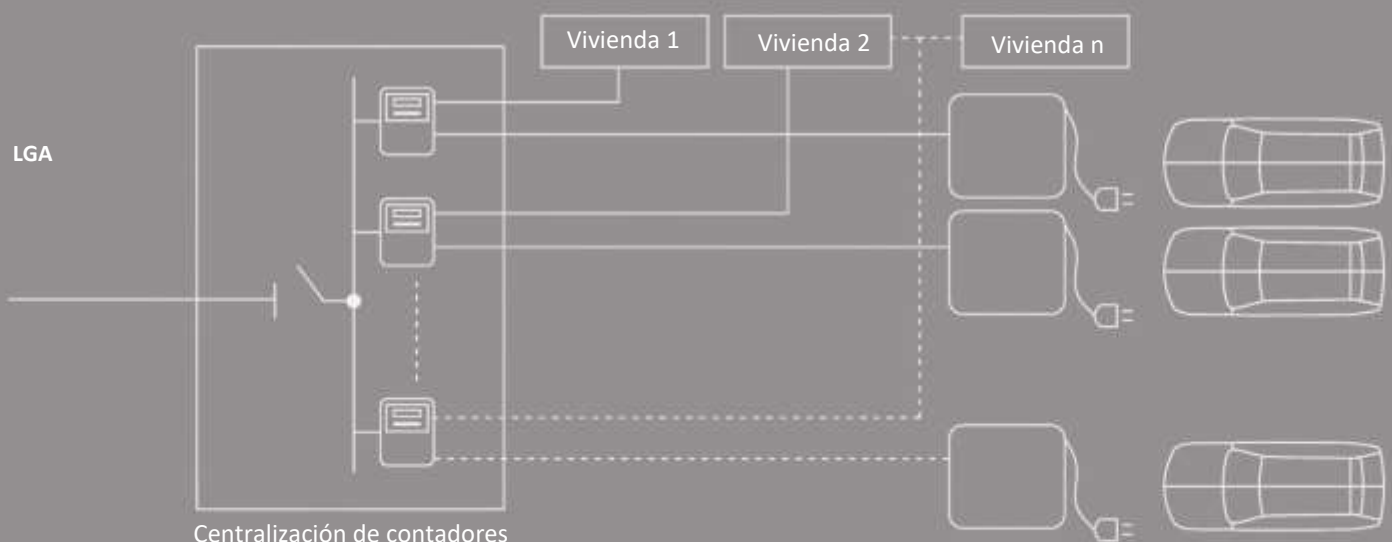 Vivienda 1
Vivienda 2
Vivienda n
LGA
Centralización de contadores